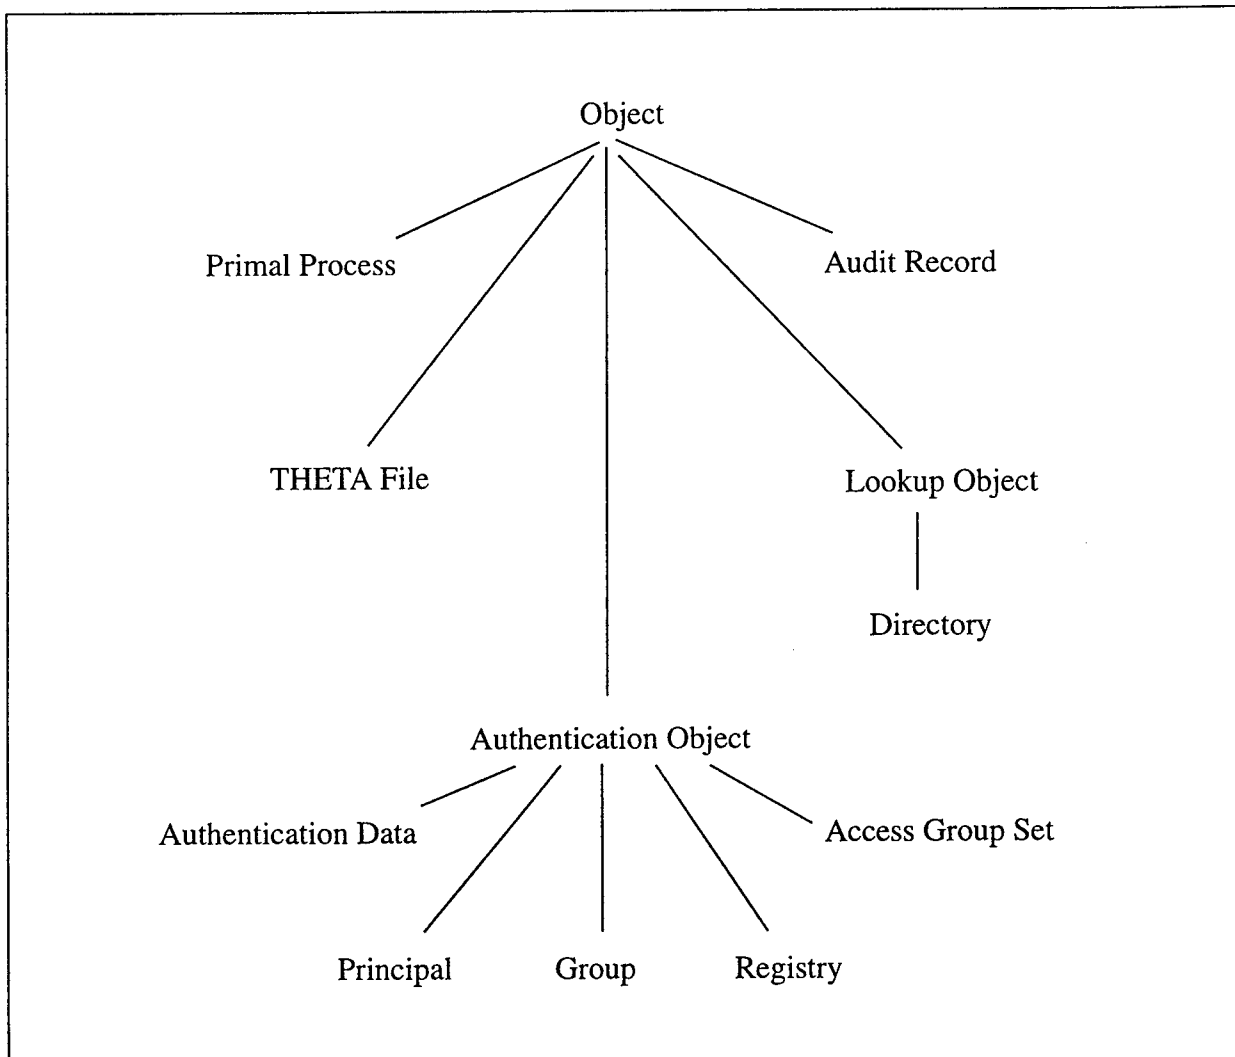 Object
Primal Process
Audit Record
THETA File
Lookup Object
Directory
Authentication Object
Authentication Data
Access Group Set
Principal
Group
Registry